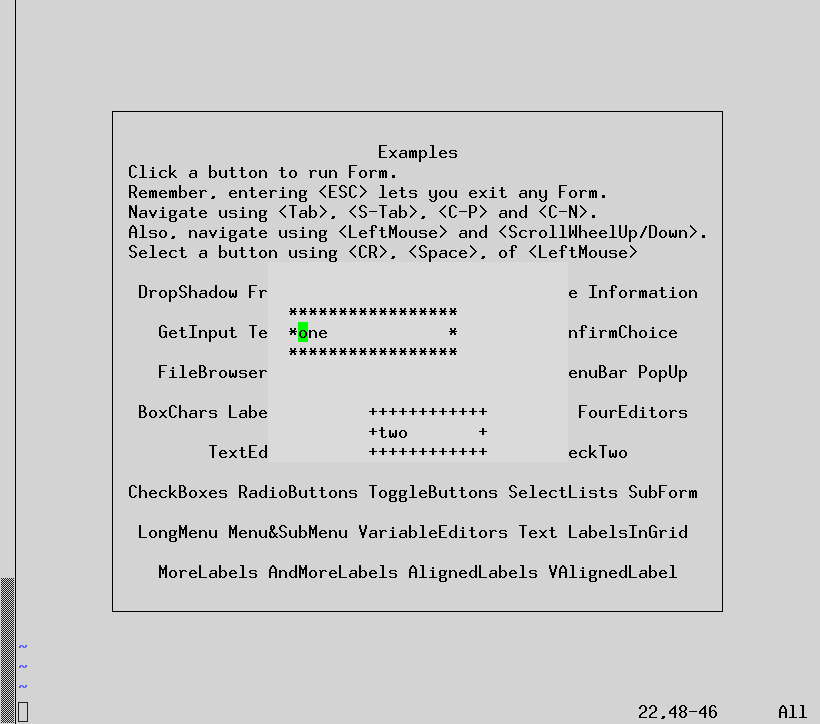 Examples
Click a button to run Form.
Remember, entering <ESC> lets you exit any Form.
Navigate using <Tab>, <S-Tab>, <C-P> and <C-N>.
Also, navigate using <LeftMouse> and <ScrollWheelUp/Down>.
Select a button using <CR>, <Space>, of <LeftMouse>
DropShadow Fr e Information
*****************
GetInput Te *one * nfirmChoice
*****************
FileBrowser enuBar PopUp
BoxChars Labe ++++++++++++ FourEditors
+two +
TextEd ++++++++++++ eckTwo
CheckBoxes RadioButtons ToggleButtons SelectLists SubForm
LongMenu Menu&SubMenu VariableEditors Text LabelsInGrid
MoreLabels AndMoreLabels AlignedLabels VAlignedLabel
~
~
~
22,48-46 All